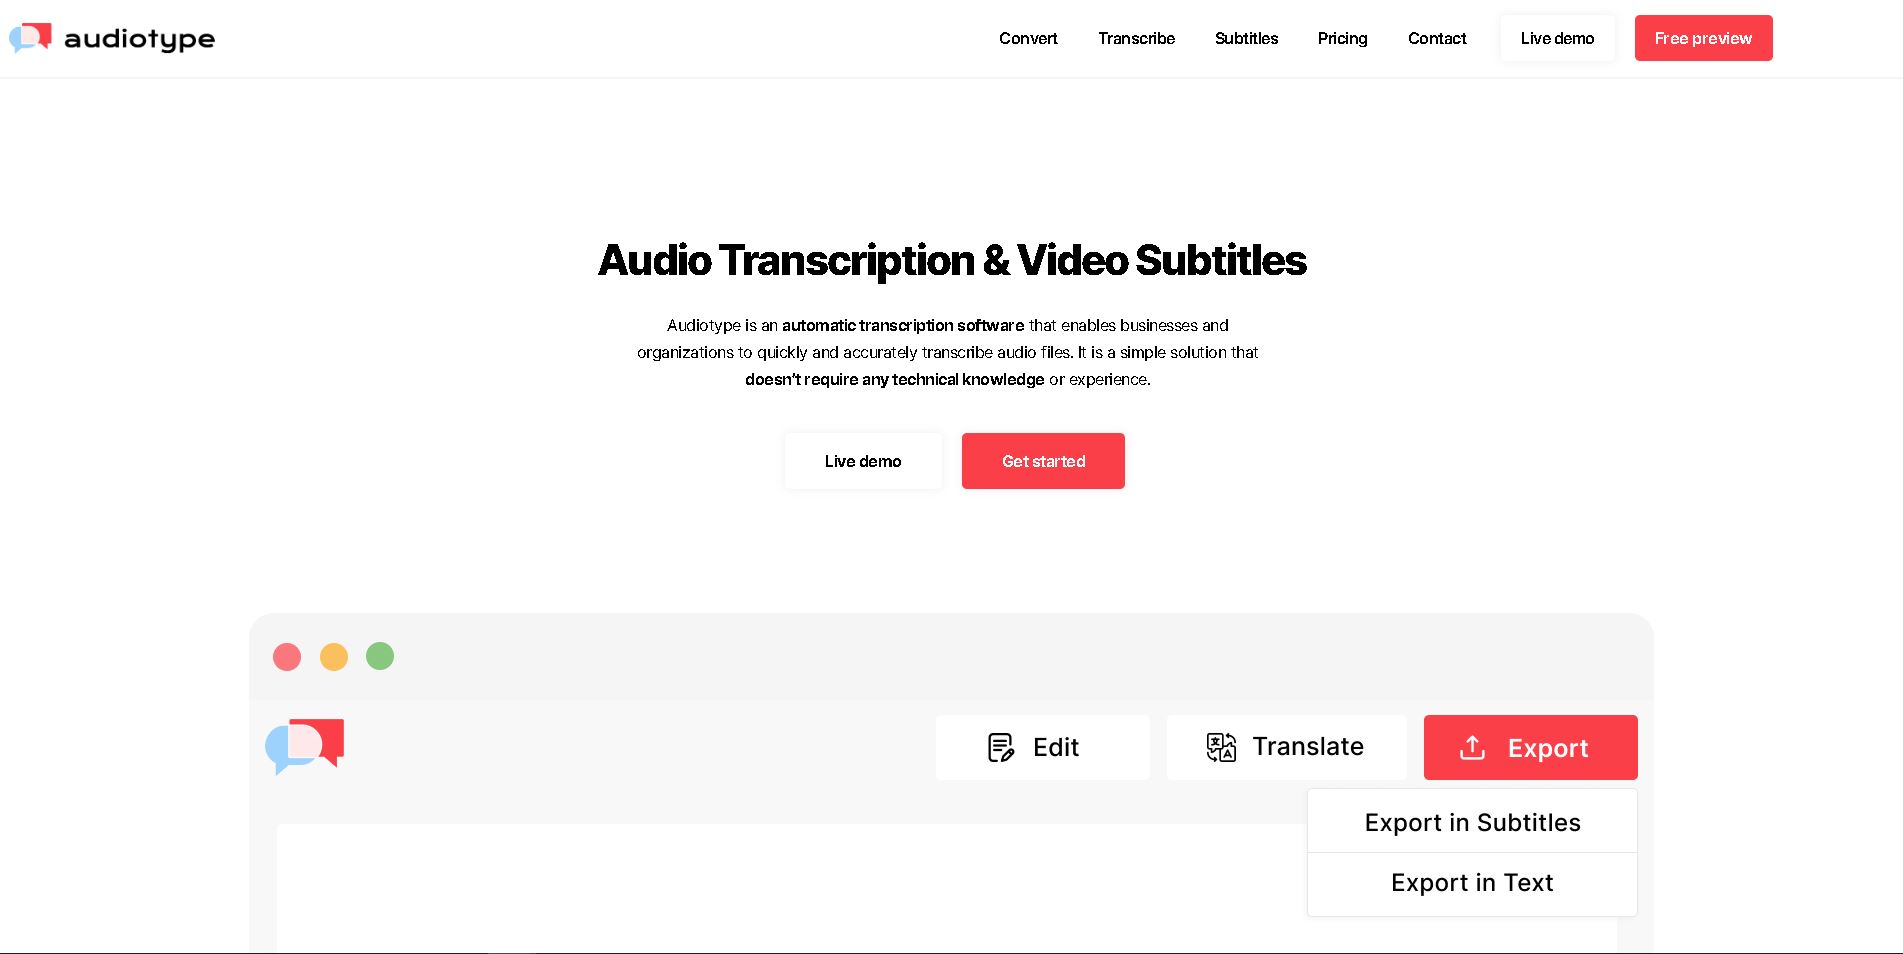 audiotype
Convert
Transcribe
Subtitles
Pricing
Contact
Live demo
Free preview
Audio Transcription & Video Subtitles
Audiotype is an automatic transcription software that enables businesses and
organizations to quickly and accurately transcribe audio files. It is a simple solution that
doesn't require any technical knowledge or experience.
Live demo
Get started
Edit
Translate
Export
Export in Subtitles
Export in Text